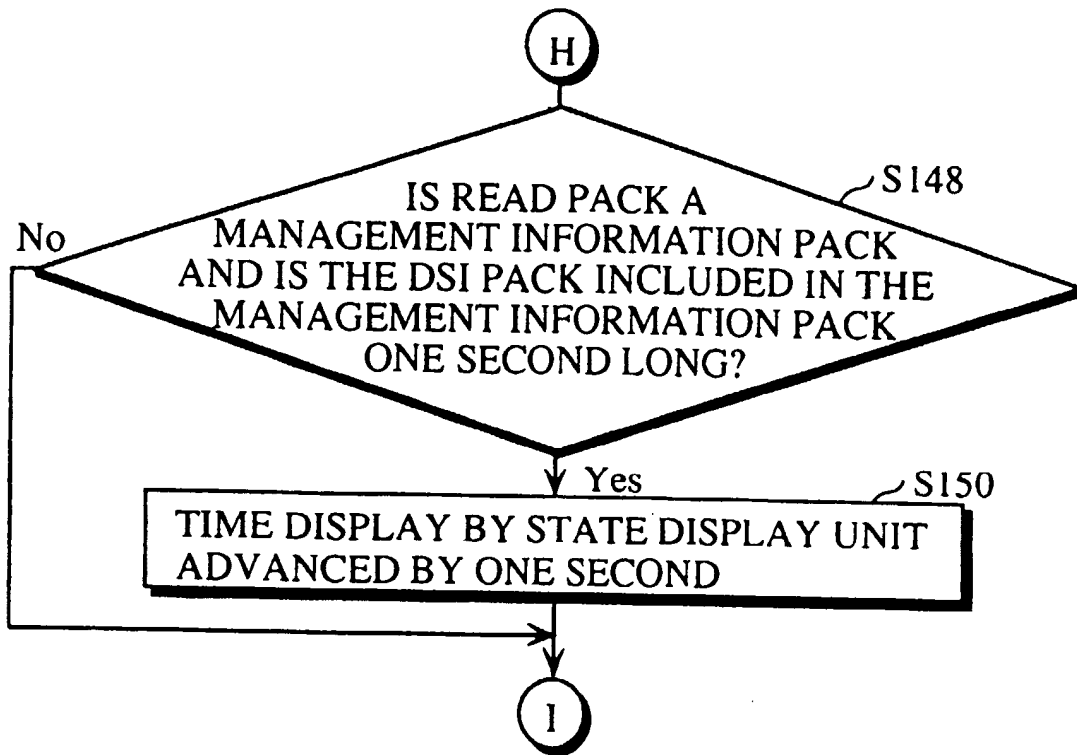 H
S148
IS READ PACK A
MANAGEMENT INFORMATION PACK
AND IS THE DSI PACK INCLUDED IN THE
MANAGEMENT INFORMATION PACK
ONE SECOND LONG?
No
Yes
S150
TIME DISPLAY BY STATE DISPLAY UNIT
ADVANCED BY ONE SECOND
I